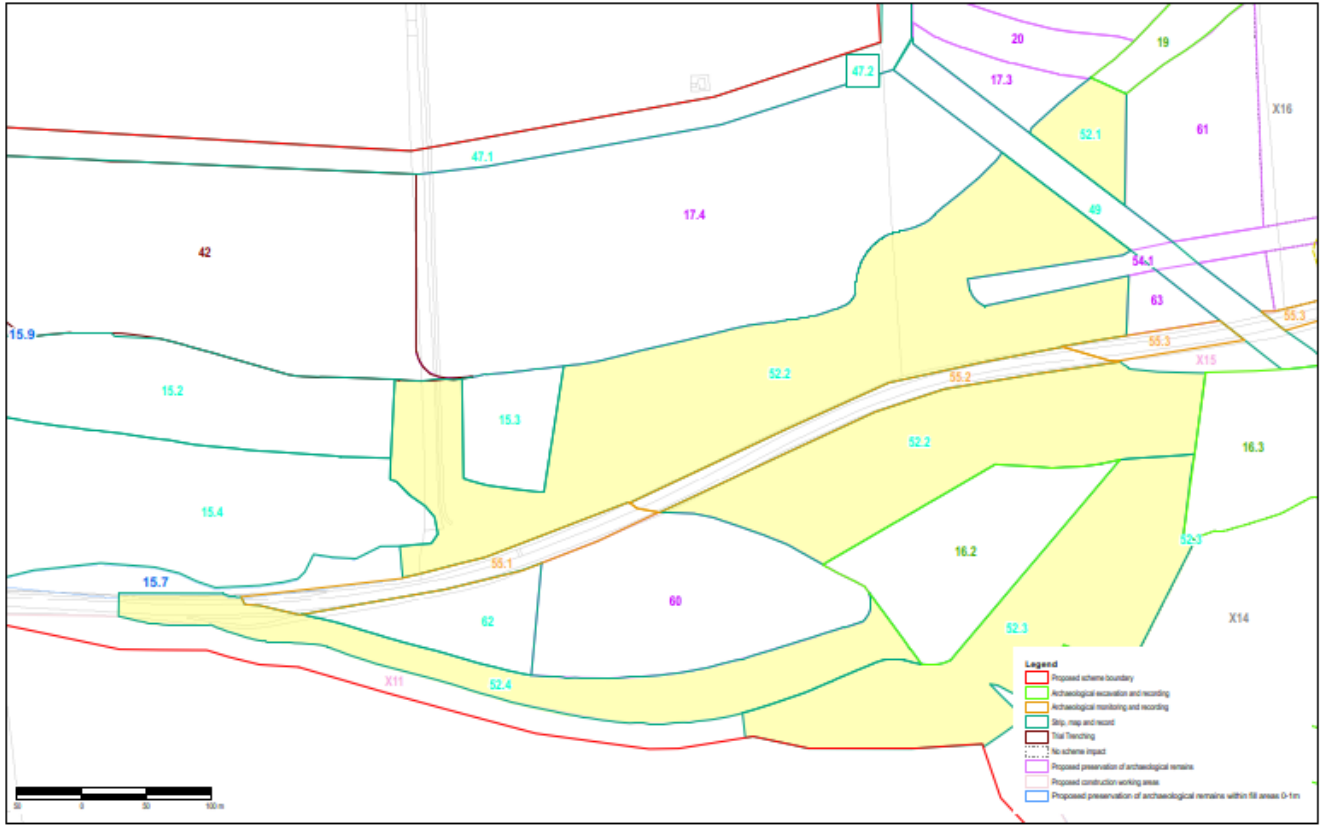 20
19
47.2
17.3
X16
52.1
61
47.1
49
17.4
42
54.1
63
15.9
55.3
55.3
X15
52.2
55.2
15.2
15.3
52.2
16.3
15.4
52.3
16.2
55.1
15.7
60
62
X14
52.3
X11
52.4
Legend
Proposed scheme boundary
Archaeological excavation and recording
Archaeological monitoring and recording
Strip, map and record
Trial Trenching
No scheme impact
Proposed preservation of archaeological remains
Proposed construction working areas
Proposed preservation of archaeological remains within fill areas 0-1m
50 0 50 100 m